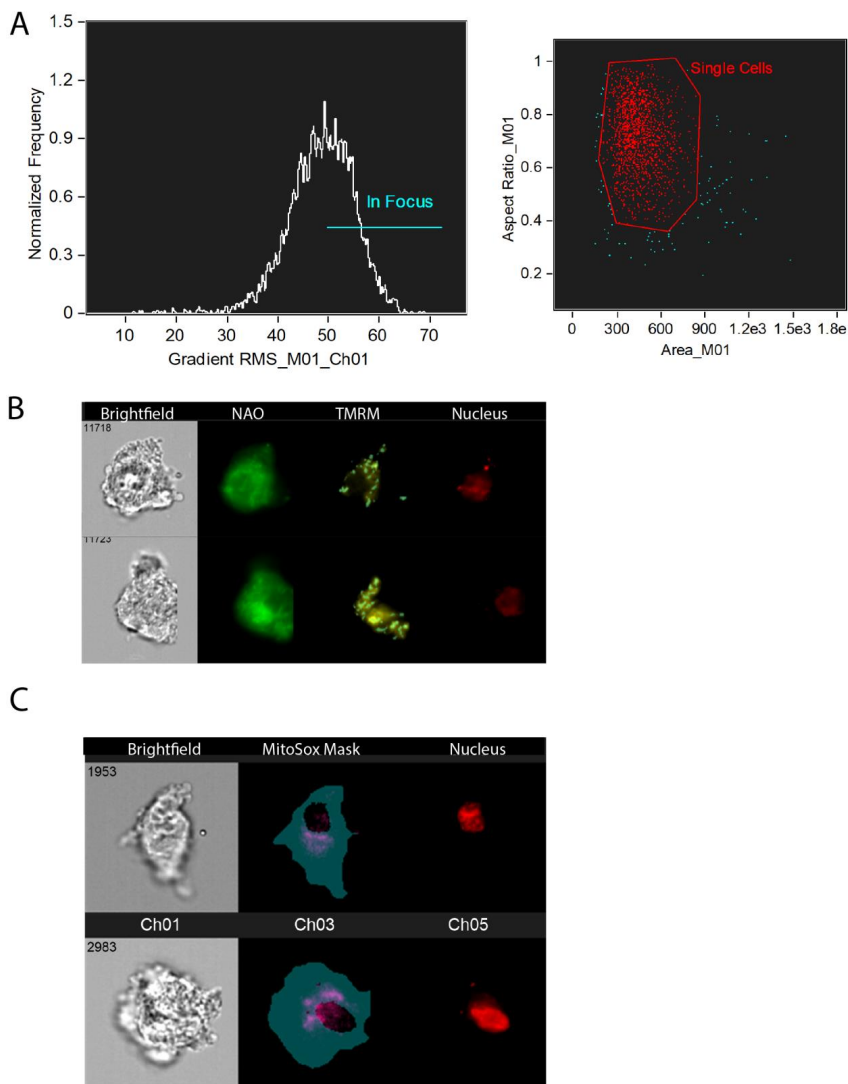 A
1.5
1.2
0.9
0.6
0.3
0
Normalized Frequency
In Focus
10 20 30 40 50 60 70
Gradient RMS_M01_Ch01
1
0.8
0.6
0.4
0.2
Aspect Ratio_M01
Single Cells
0 300 600 900 1.2e3 1.5e3 1.8e
Area_M01
B
Brightfield NAO TMRM Nucleus
11718
11723
C
Brightfield MitoSox Mask Nucleus
1953
Ch01 Ch03 Ch05
2983